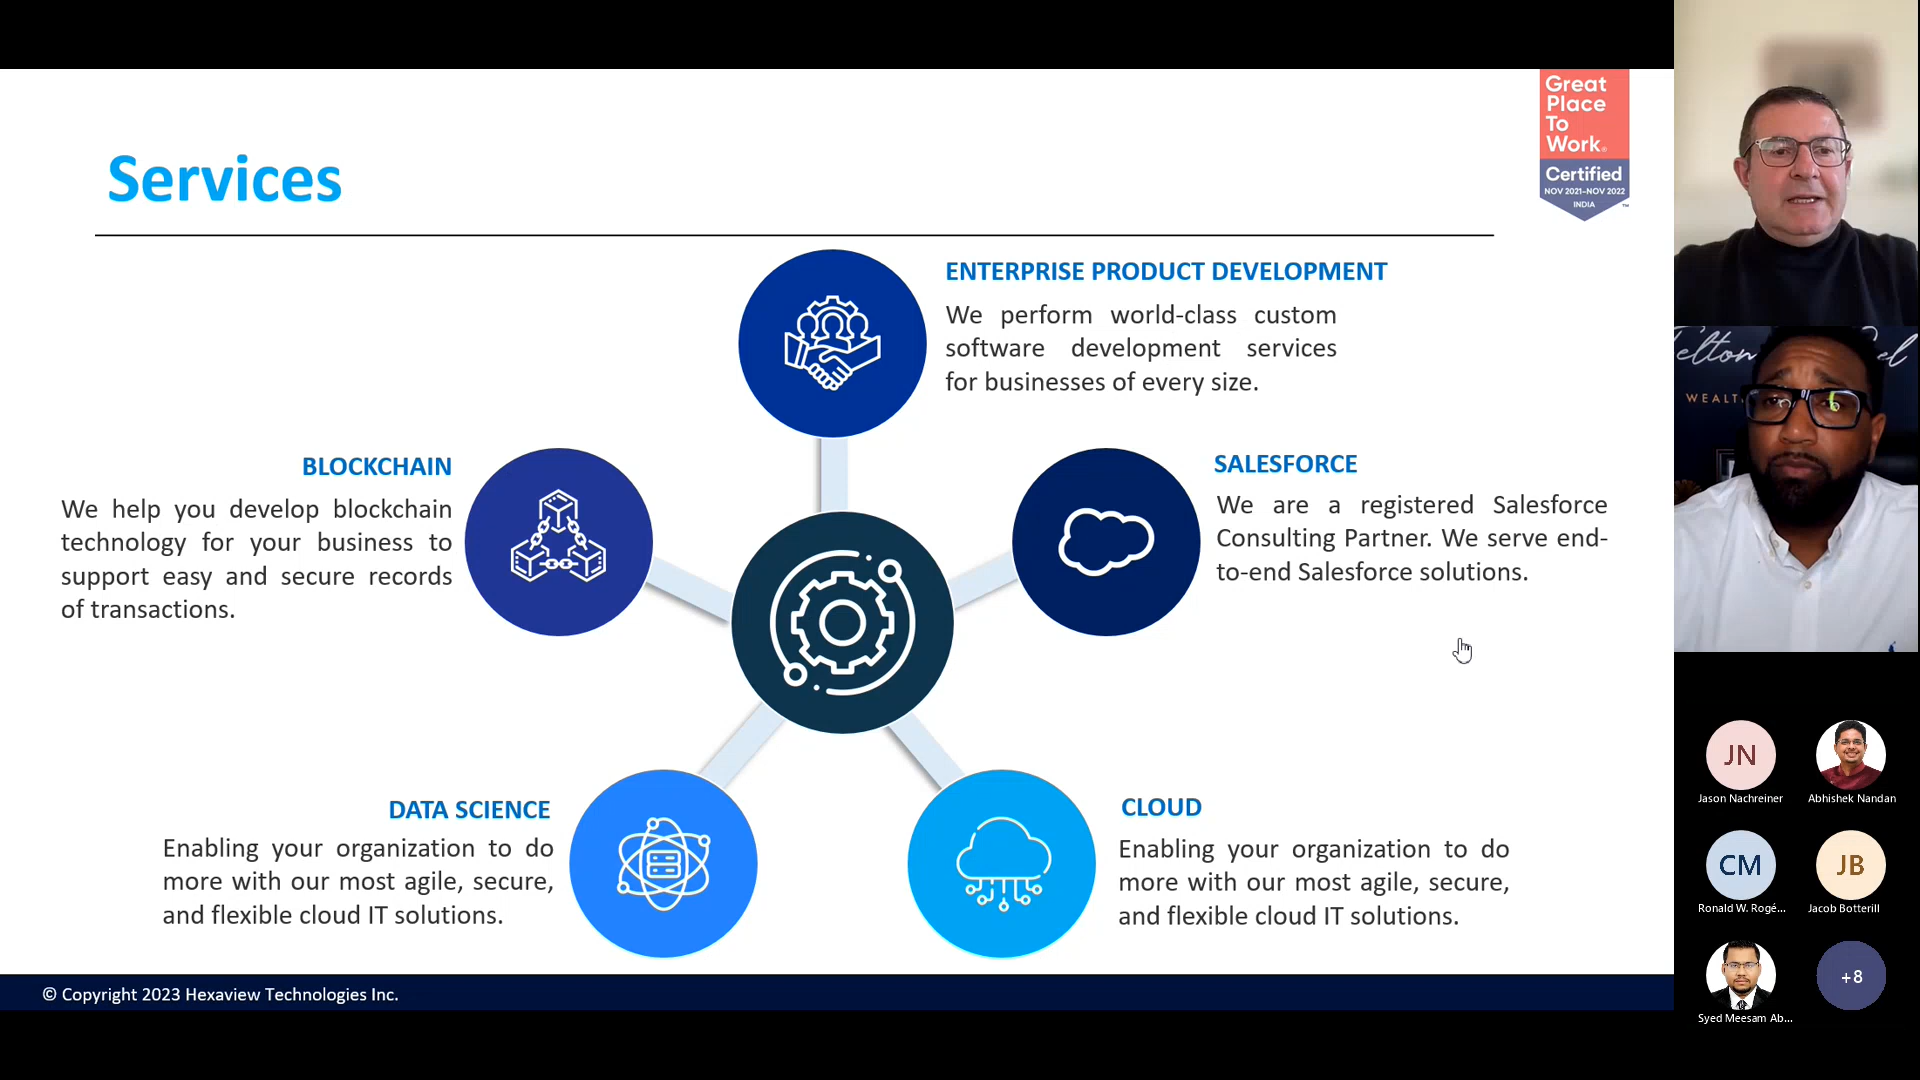 Services
Great
Place
To
Work®
Certified
NOV 2021-NOV 2022
INDIA
™
ENTERPRISE PRODUCT DEVELOPMENT
We perform world-class custom
software development services
for businesses of every size.
BLOCKCHAIN
We help you develop blockchain
technology for your business to
support easy and secure records
of transactions.
SALESFORCE
We are a registered Salesforce
Consulting Partner. We serve end-
to-end Salesforce solutions.
DATA SCIENCE
Enabling your organization to do
more with our most agile, secure,
and flexible cloud IT solutions.
CLOUD
Enabling your organization to do
more with our most agile, secure,
and flexible cloud IT solutions.
© Copyright 2023 Hexaview Technologies Inc.
JN
Jason Nachreiner
Abhishek Nandan
CM
Ronald W. Rogé...
JB
Jacob Botterill
Syed Meesam Ab...
+8